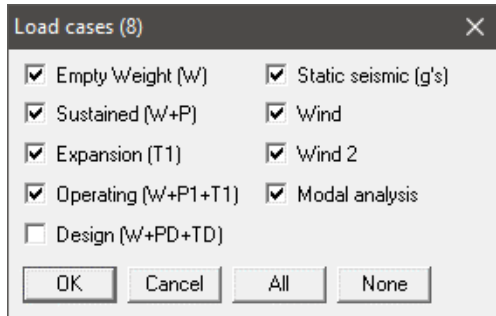 Load cases (8)
Empty Weight (W)
Sustained (W+P)
Expansion (T1)
Operating (W+P1+T1)
Design (W+PD+TD)
Static seismic (g's)
Wind
Wind 2
Modal analysis
OK
Cancel
All
None